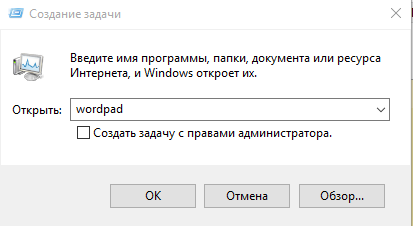 Создание задачи
Введите имя программы, папки, документа или ресурса
Интернета, и Windows откроет их.
Открыть: wordpad
Создать задачу с правами администратора.
ОК Отмена Обзор...